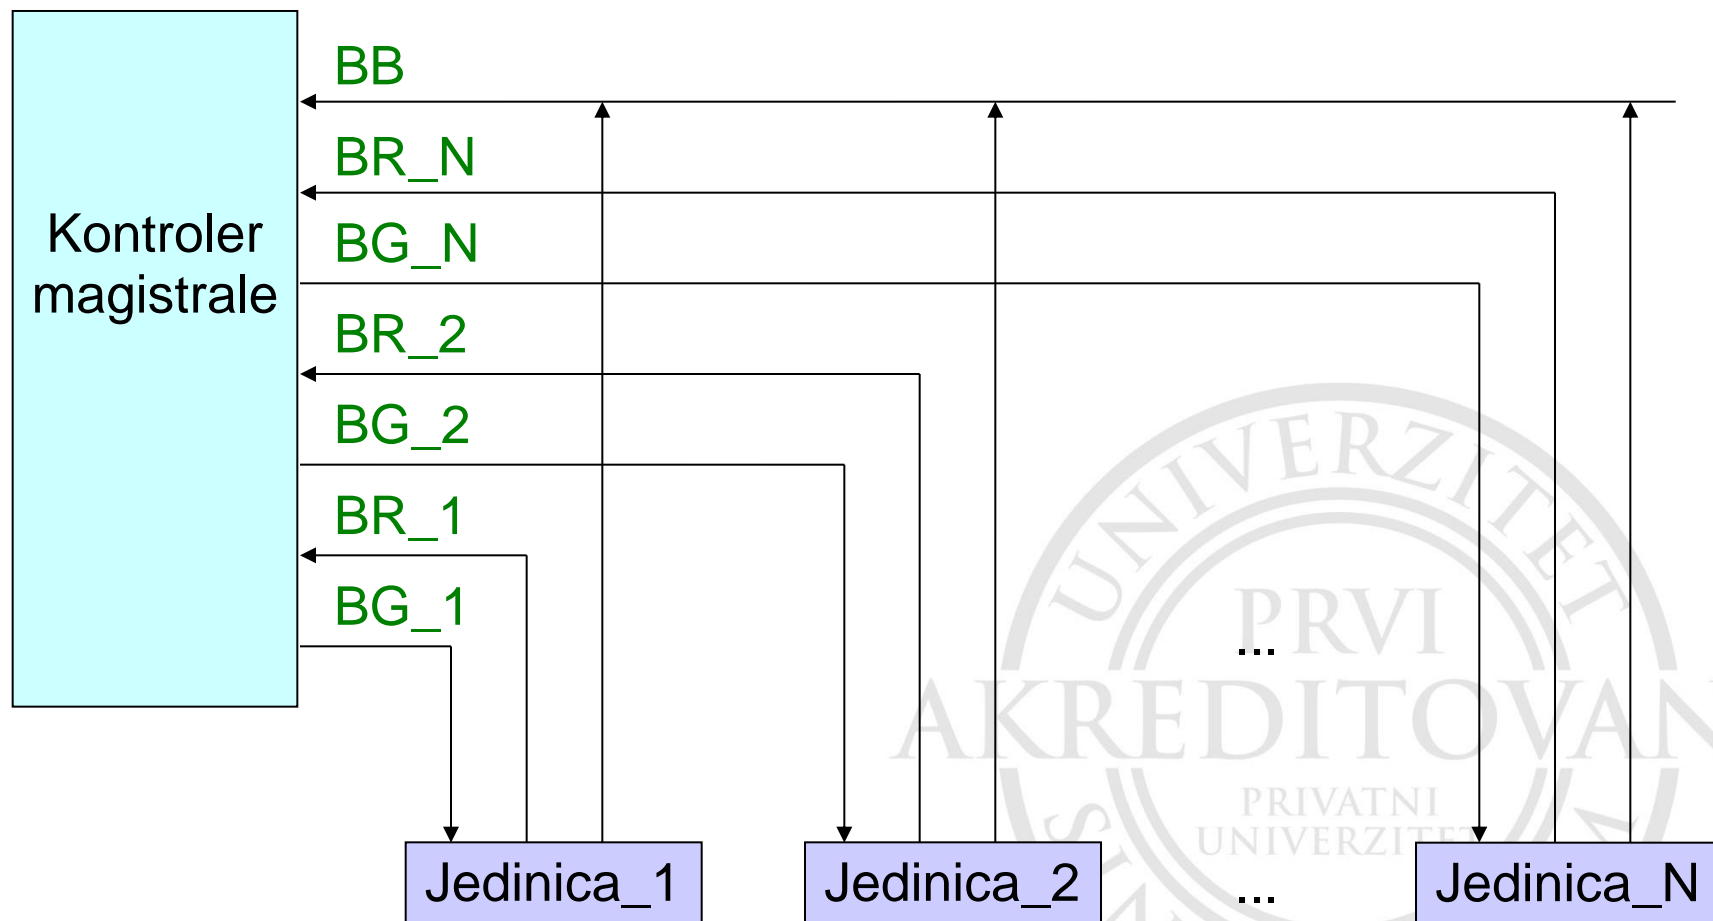 BB
BR_N
Kontroler
magistrale
BG_N
BR_2
BG_2
BR_1
BG_1
...
Jedinica_1
Jedinica_2
...
Jedinica_N
UNIVERZITET
PRVI
AKREDITOVAN
PRIVATNI
UNIVERZITET